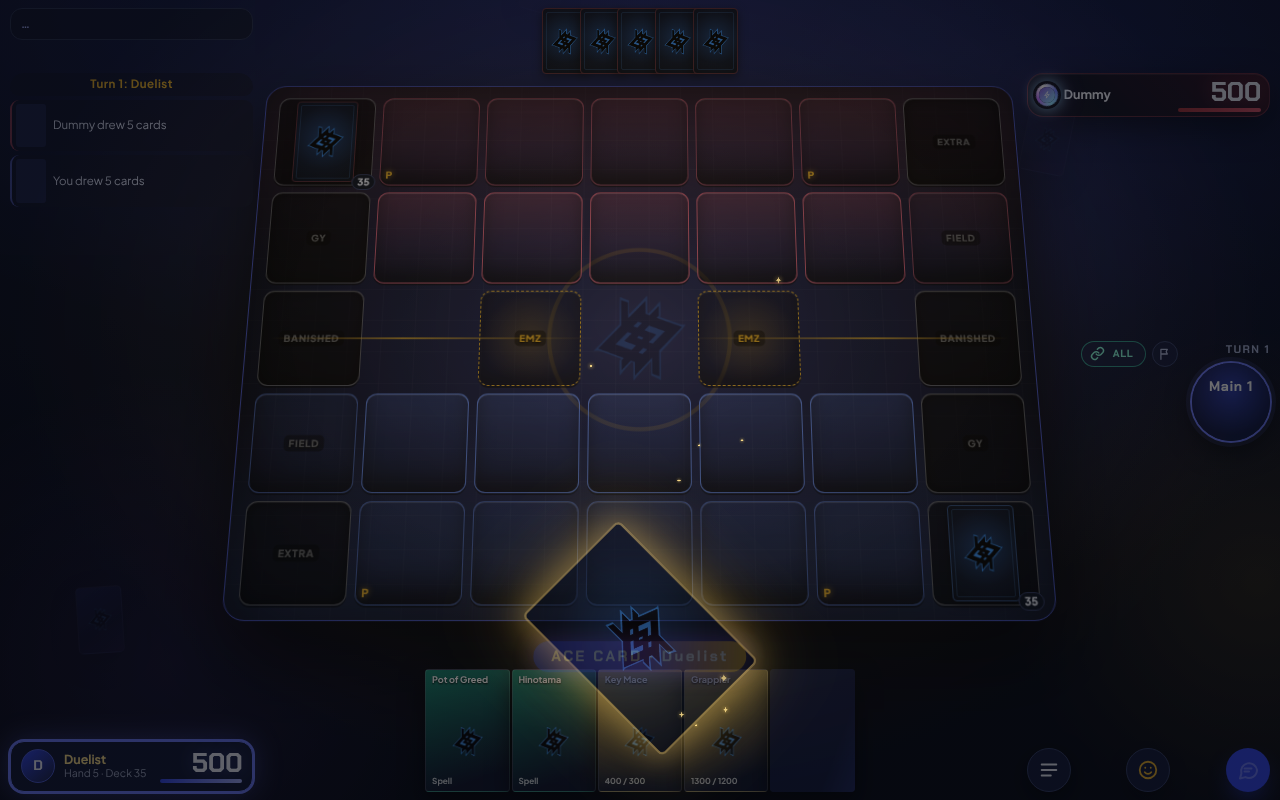 ...
Turn 1: Duelist
Dummy drew 5 cards
You drew 5 cards
Dummy
500
35
P
P
EXTRA
GY
FIELD
BANISHED
EMZ
EMZ
BANISHED
ALL
TURN 1
Main 1
FIELD
GY
EXTRA
P
P
35
ACE CARD
Duelist
Pot of Greed
Hinotama
Key Mace
Grappler
Spell
Spell
400 / 300
1300 / 1200
D
Duelist
Hand 5 · Deck 35
500